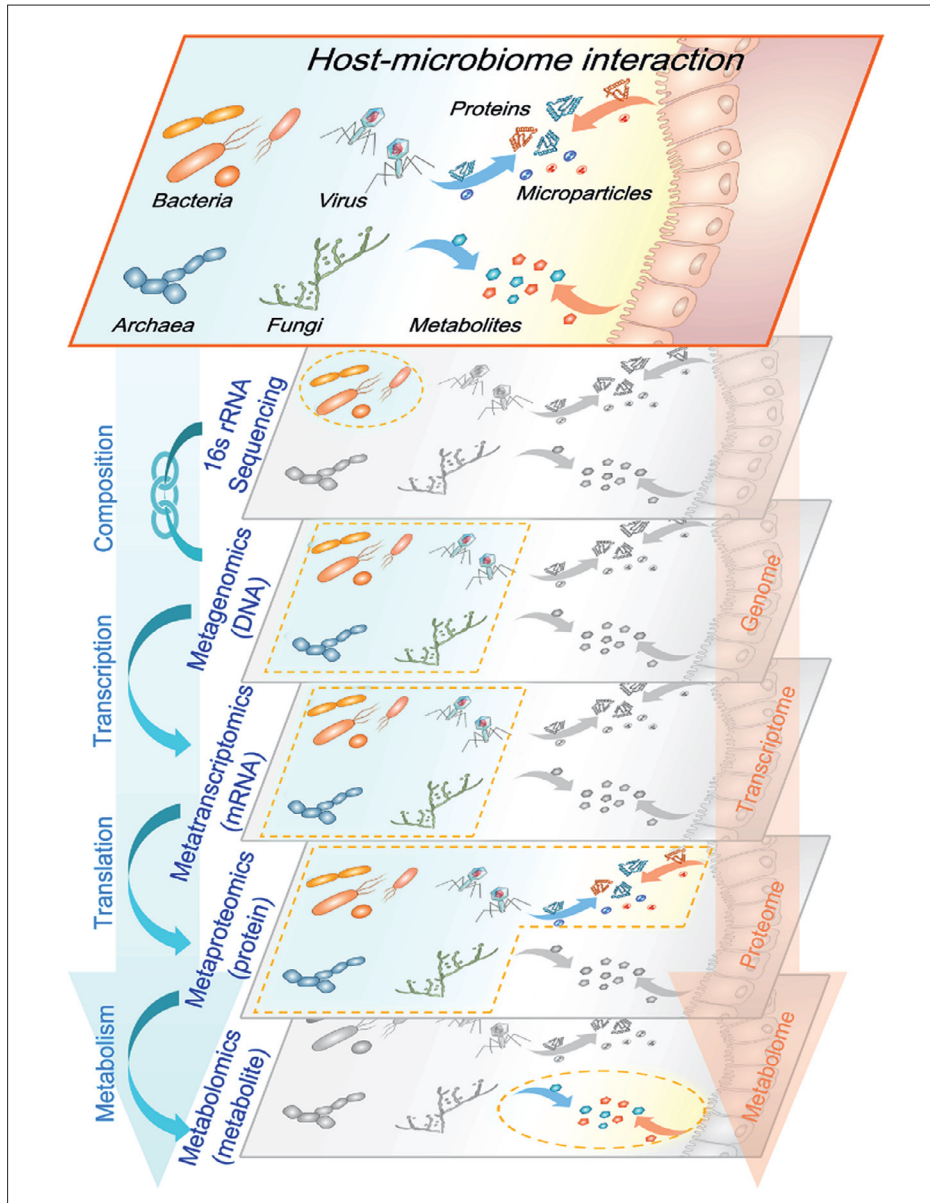 Host-microbiome interaction
Proteins
Bacteria
Virus
Microparticles
Archaea
Fungi
Metabolites
Composition
16s rRNA
Sequencing
Transcription
Metagenomics
(DNA)
Genome
Translation
Metatranscriptomics
(mRNA)
Transcriptome
Metaproteomics
(protein)
Proteome
Metabolism
Metabolomics
(metabolite)
Metabolome